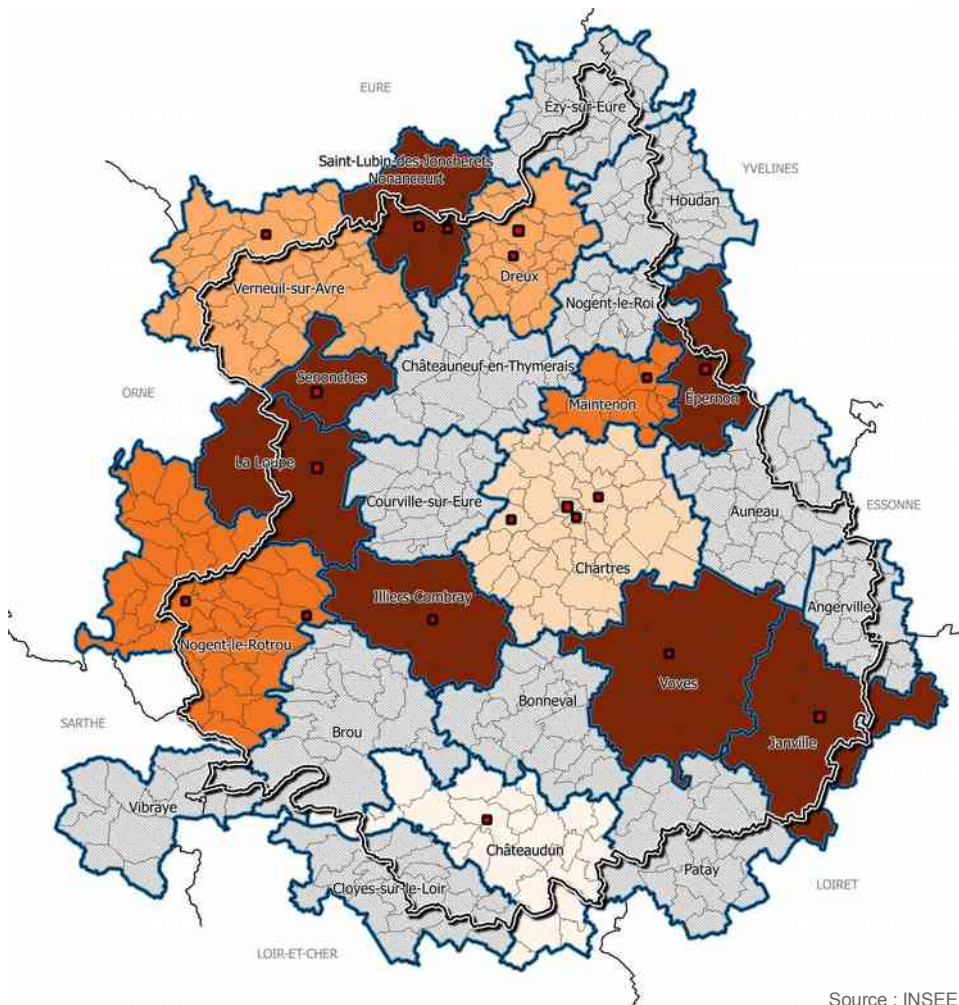 EURE
Ézy-sur-Eure
Saint-Lubin-des-Joncherets
Nonancourt
YVELINES
Houdan
Dreux
Verneuil-sur-Avre
Nogent-le-Roi
Châteauneuf-en-Thymerais
Senonches
ORNE
Maintenon
Épernon
La Loupe
Courville-sur-Eure
ESSONNE
Auneau
Chartres
Illiers-Combray
Angerville
Nogent-le-Rotrou
Voves
Bonneval
SARTHE
Brou
Janville
Vibraye
Châteaudun
Patay
Cloyes-sur-le-Loir
LOIRET
LOIR-ET-CHER
Source : INSEE